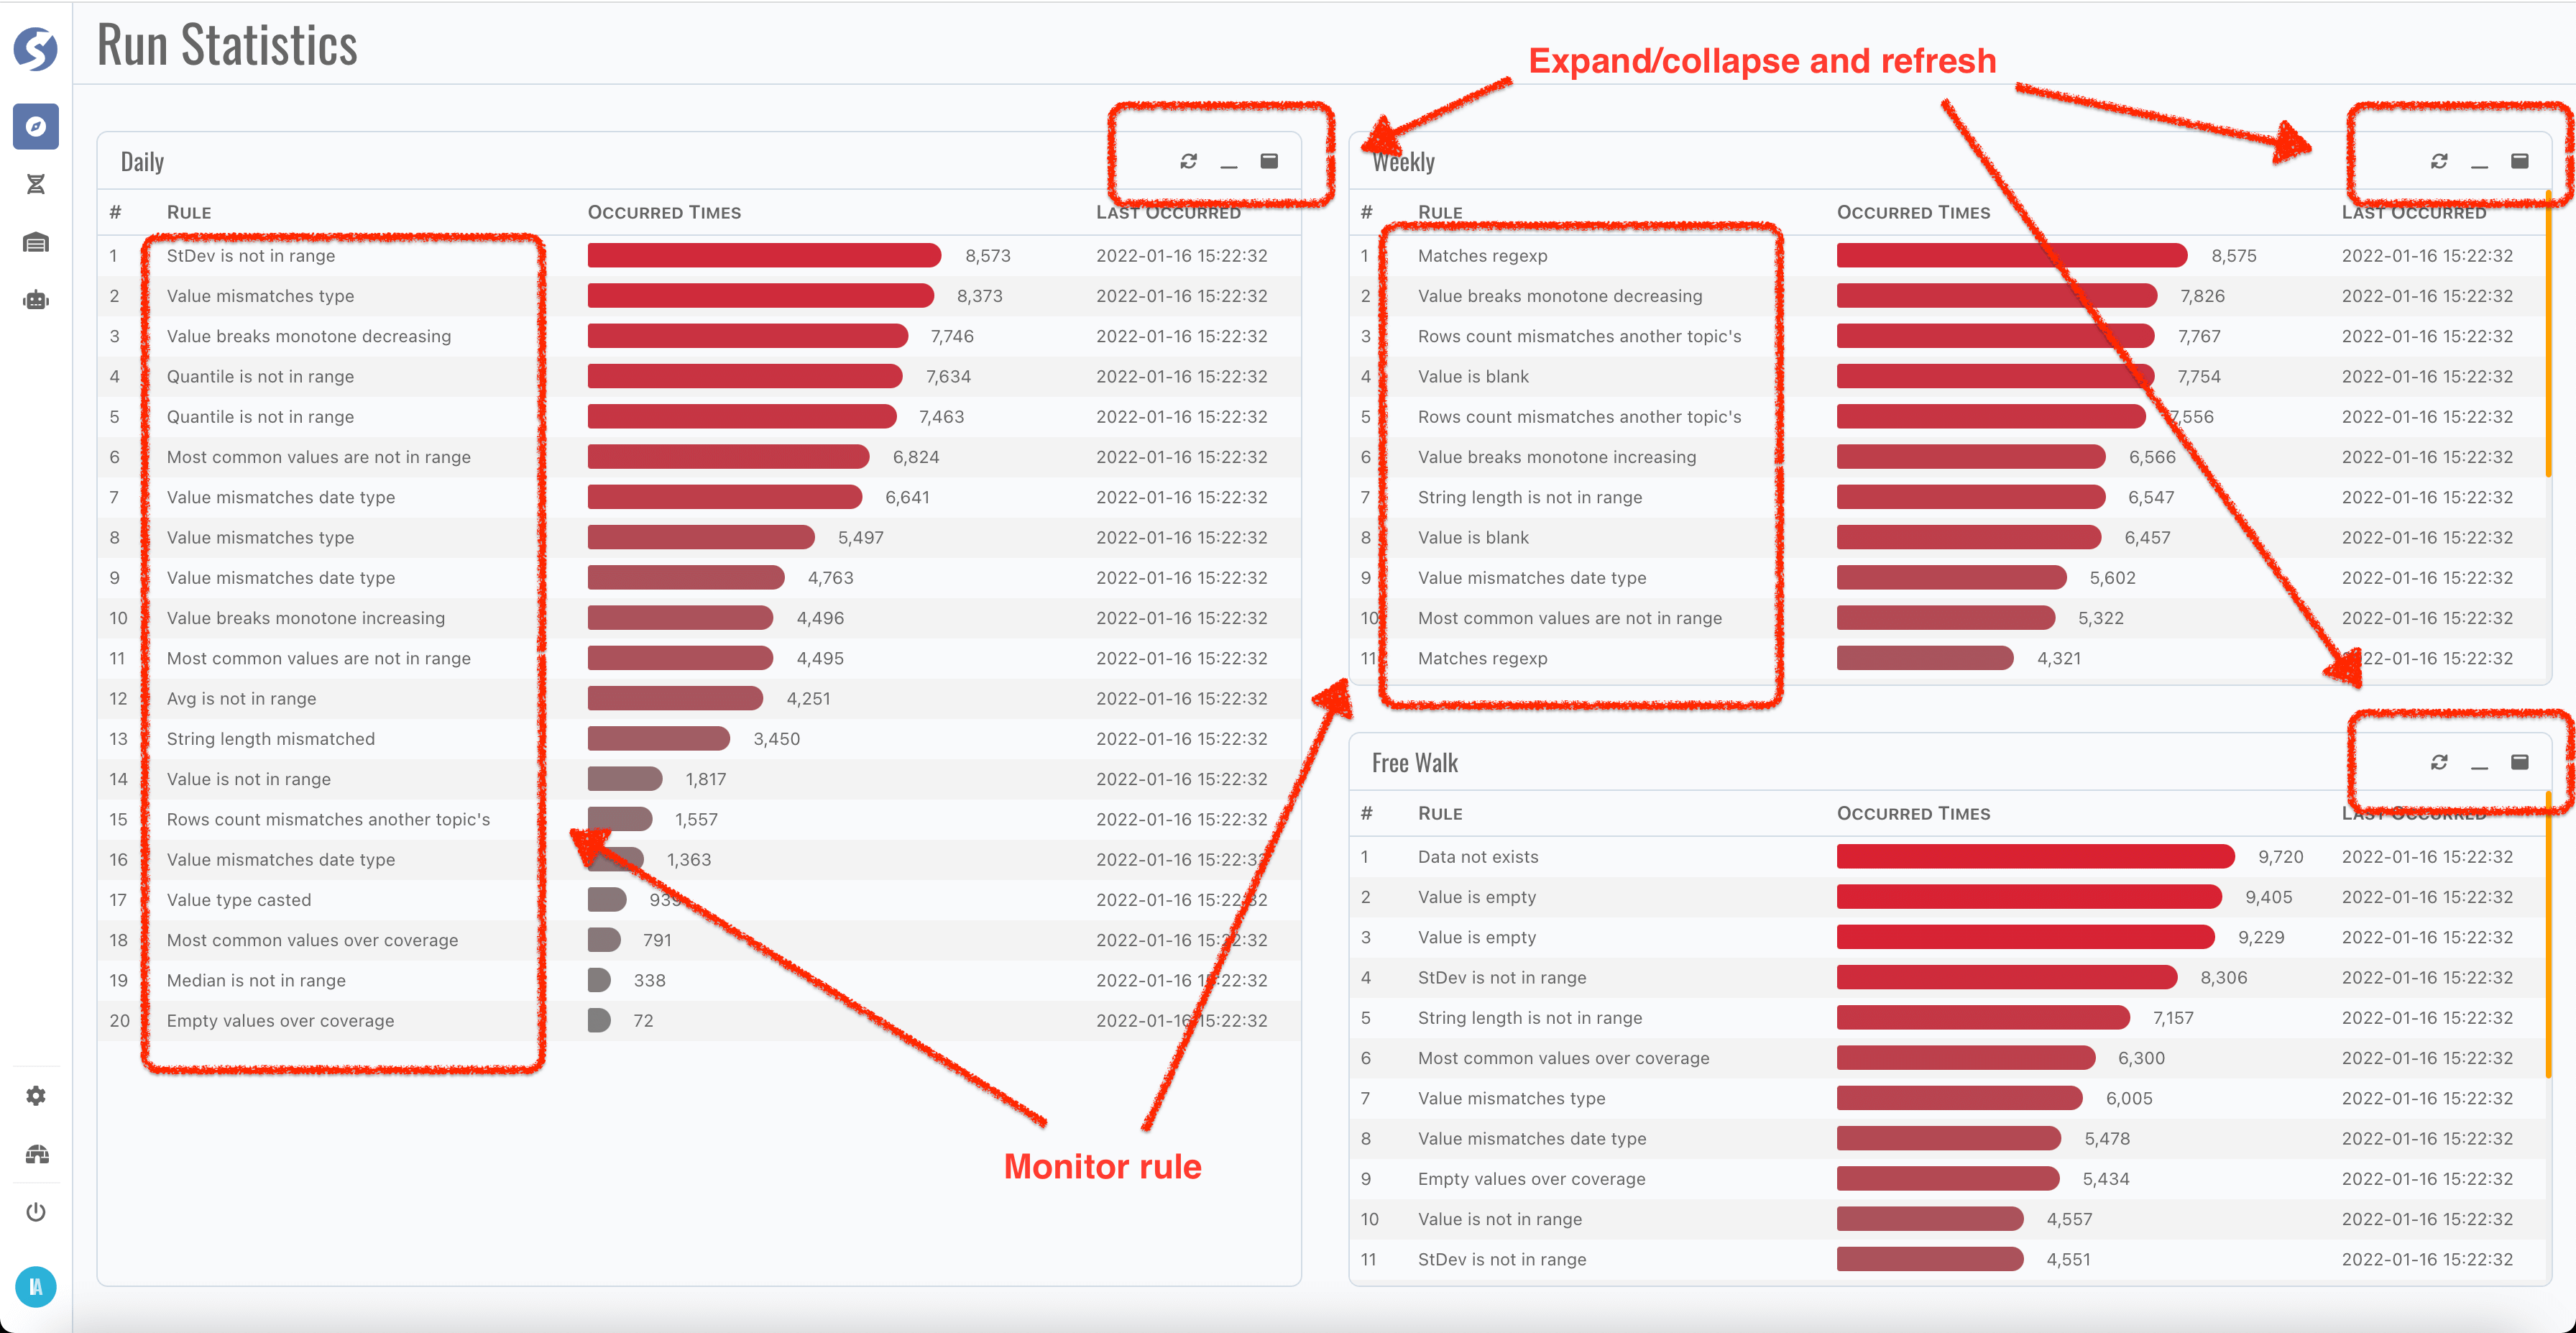 Run Statistics
Expand/collapse and refresh
Daily
# RULE OCCURRED TIMES LAST OCCURRED
1 StDev is not in range 8,573 2022-01-16 15:22:32
2 Value mismatches type 8,373 2022-01-16 15:22:32
3 Value breaks monotone decreasing 7,746 2022-01-16 15:22:32
4 Quantile is not in range 7,634 2022-01-16 15:22:32
5 Quantile is not in range 7,463 2022-01-16 15:22:32
6 Most common values are not in range 6,824 2022-01-16 15:22:32
7 Value mismatches date type 6,641 2022-01-16 15:22:32
8 Value mismatches type 5,497 2022-01-16 15:22:32
9 Value mismatches date type 4,763 2022-01-16 15:22:32
10 Value breaks monotone increasing 4,496 2022-01-16 15:22:32
11 Most common values are not in range 4,495 2022-01-16 15:22:32
12 Avg is not in range 4,251 2022-01-16 15:22:32
13 String length mismatched 3,450 2022-01-16 15:22:32
14 Value is not in range 1,817 2022-01-16 15:22:32
15 Rows count mismatches another topic's 1,557 2022-01-16 15:22:32
16 Value mismatches date type 1,363 2022-01-16 15:22:32
17 Value type casted 2022-01-16 15:22:32
18 Most common values over coverage 791 2022-01-16 15:22:32
19 Median is not in range 338 2022-01-16 15:22:32
20 Empty values over coverage 72 2022-01-16 15:22:32
Monitor rule
Weekly
# RULE OCCURRED TIMES LAST OCCURRED
1 Matches regexp 8,575 2022-01-16 15:22:32
2 Value breaks monotone decreasing 7,826 2022-01-16 15:22:32
3 Rows count mismatches another topic's 7,767 2022-01-16 15:22:32
4 Value is blank 7,754 2022-01-16 15:22:32
5 Rows count mismatches another topic's 7,556 2022-01-16 15:22:32
6 Value breaks monotone increasing 6,566 2022-01-16 15:22:32
7 String length is not in range 6,547 2022-01-16 15:22:32
8 Value is blank 6,457 2022-01-16 15:22:32
9 Value mismatches date type 5,602 2022-01-16 15:22:32
10 Most common values are not in range 5,322 2022-01-16 15:22:32
11 Matches regexp 4,321 2022-01-16 15:22:32
Free Walk
# RULE OCCURRED TIMES LAST OCCURRED
1 Data not exists 9,720 2022-01-16 15:22:32
2 Value is empty 9,405 2022-01-16 15:22:32
3 Value is empty 9,229 2022-01-16 15:22:32
4 StDev is not in range 8,306 2022-01-16 15:22:32
5 String length is not in range 7,157 2022-01-16 15:22:32
6 Most common values over coverage 6,300 2022-01-16 15:22:32
7 Value mismatches type 6,005 2022-01-16 15:22:32
8 Value mismatches date type 5,478 2022-01-16 15:22:32
9 Empty values over coverage 5,434 2022-01-16 15:22:32
10 Value is not in range 4,557 2022-01-16 15:22:32
11 StDev is not in range 4,551 2022-01-16 15:22:32
IA